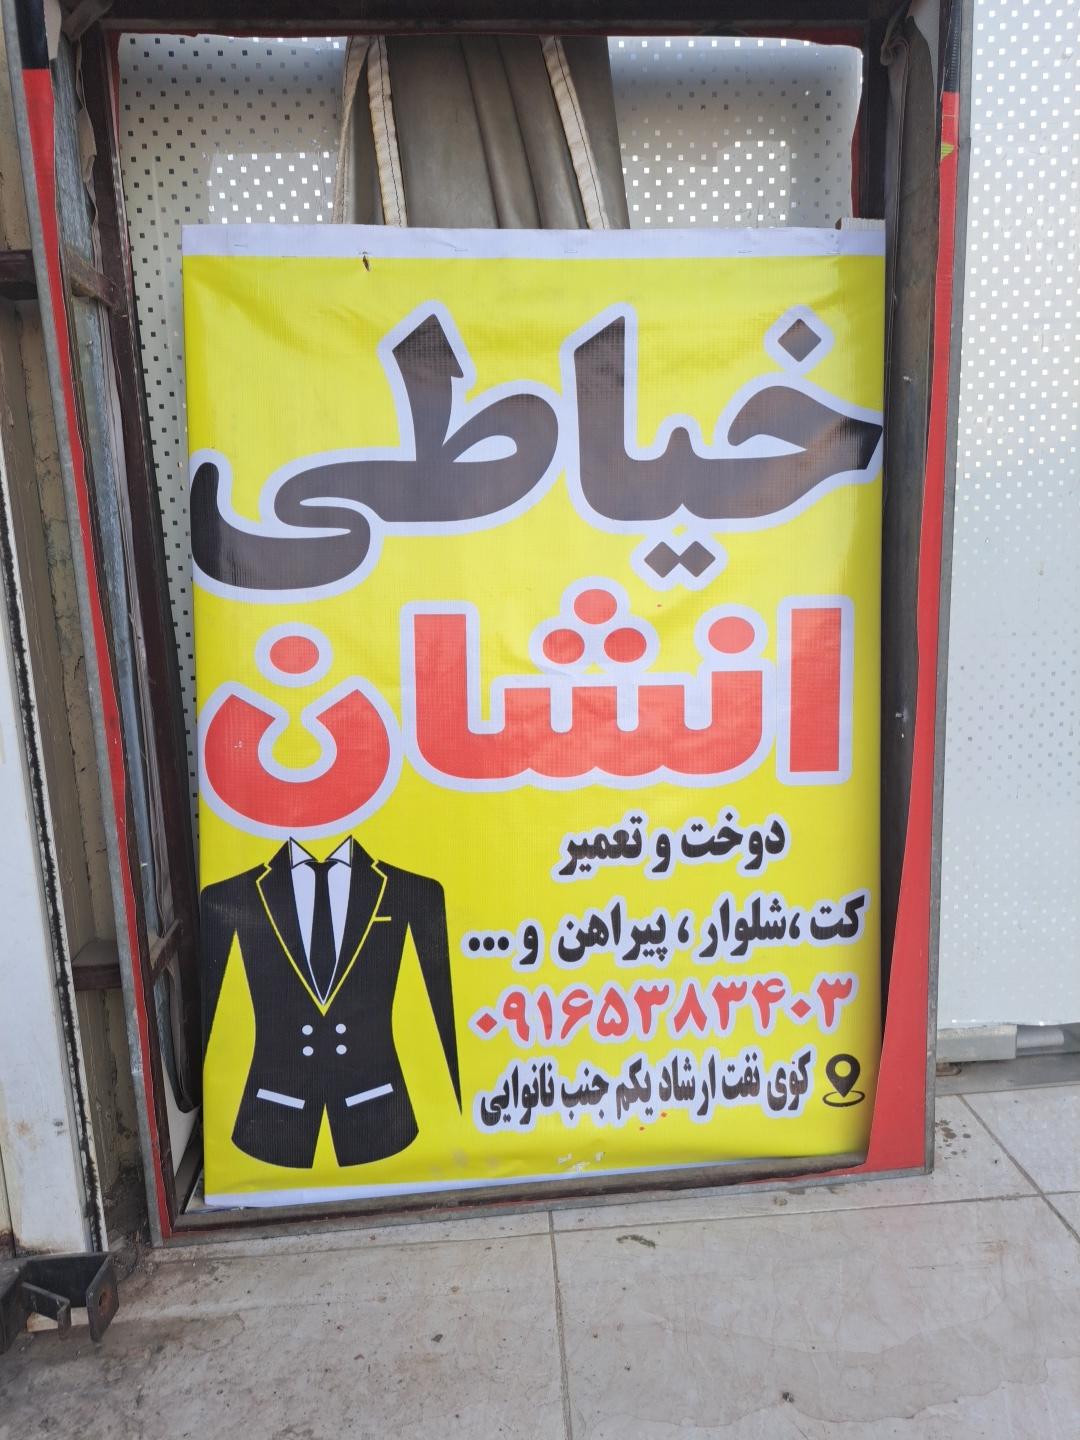 خیاطی
انشان
دوخت و تعمیر
کت ،شلوار ، پیراهن و ...
۰۹۱۶۵۳۸۳۴۰۳
کوی نفت ارشاد یکم جنب نانوایی